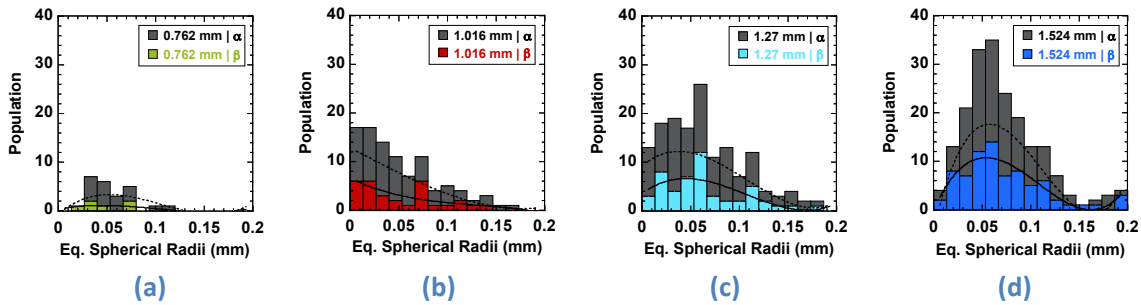 40
30
20
10
0
Population
0 0.05 0.1 0.15 0.2
Eq. Spherical Radii (mm)
0.762 mm | α
0.762 mm | β
(a)
40
30
20
10
0
Population
0 0.05 0.1 0.15 0.2
Eq. Spherical Radii (mm)
1.016 mm | α
1.016 mm | β
(b)
40
30
20
10
0
Population
0 0.05 0.1 0.15 0.2
Eq. Spherical Radii (mm)
1.27 mm | α
1.27 mm | β
(c)
40
30
20
10
0
Population
0 0.05 0.1 0.15 0.2
Eq. Spherical Radii (mm)
1.524 mm | α
1.524 mm | β
(d)